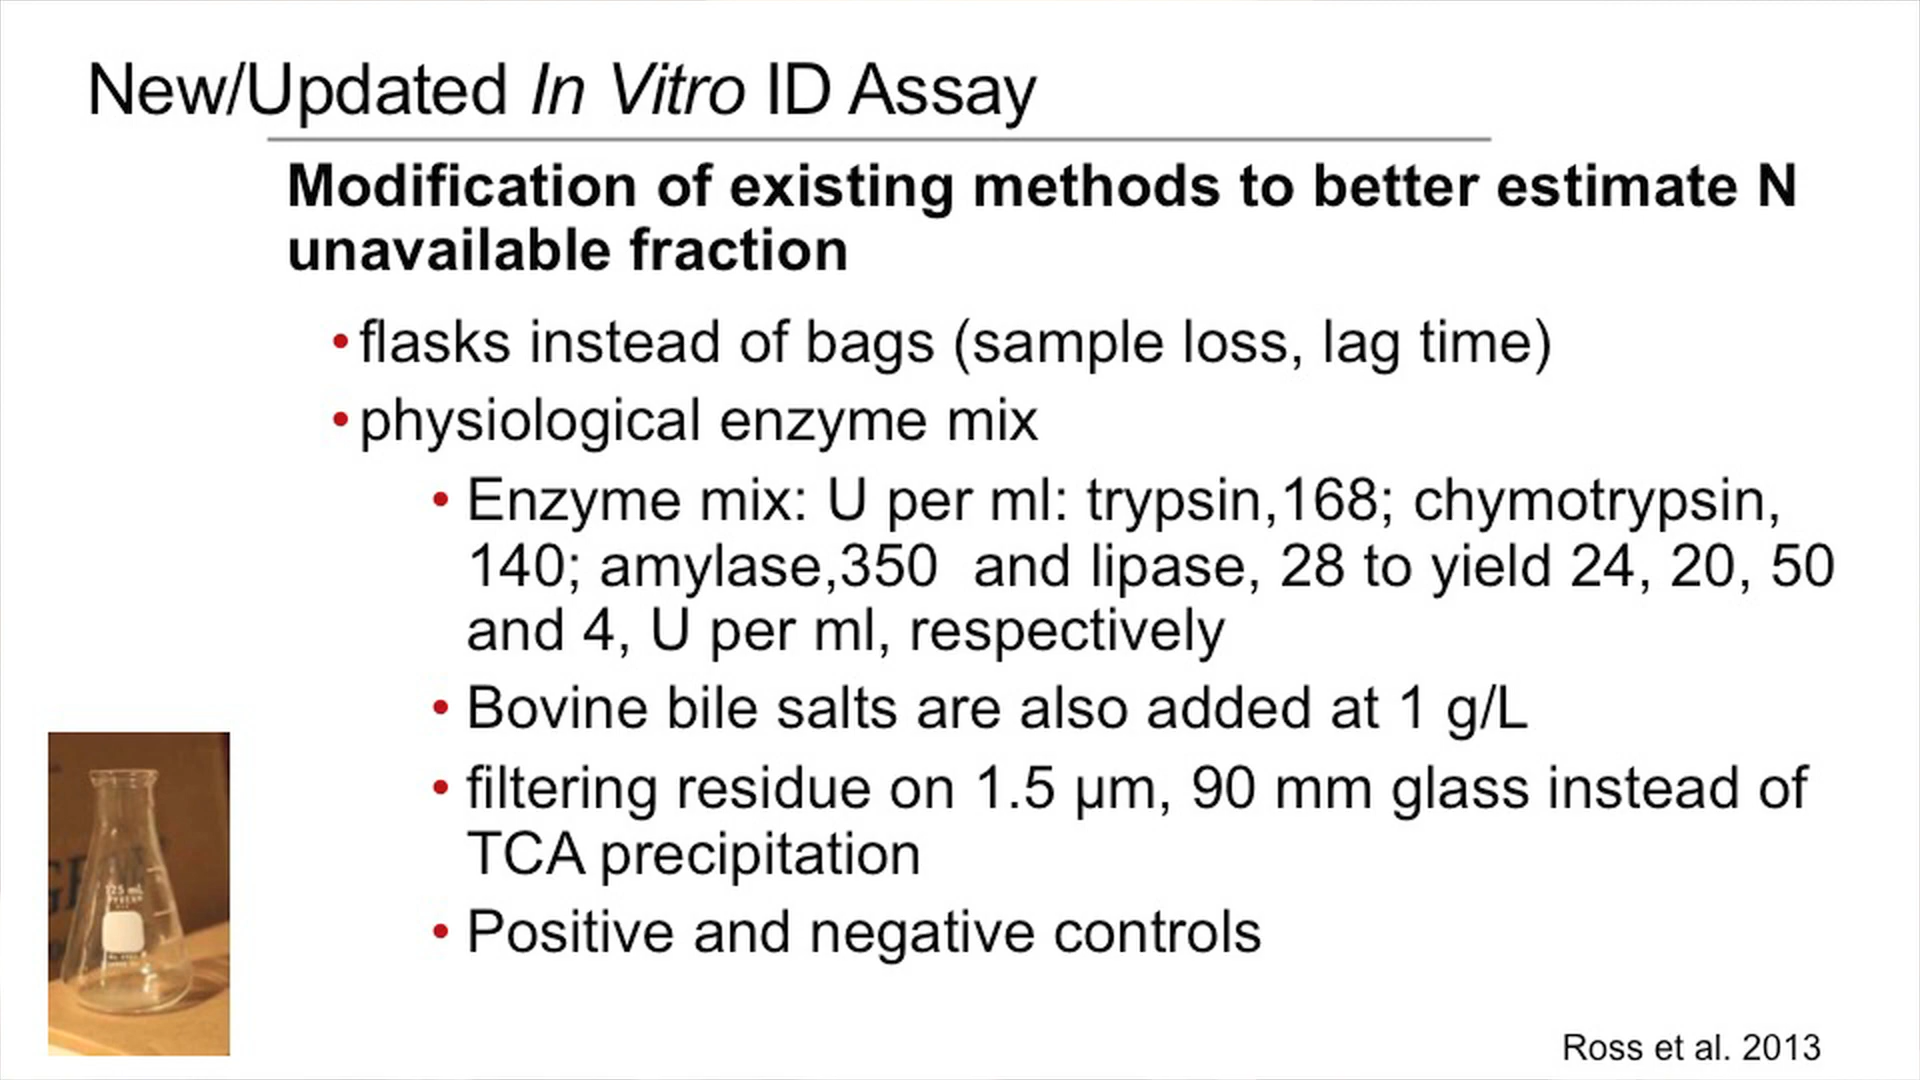 New/Updated In Vitro ID Assay
Modification of existing methods to better estimate N
unavailable fraction
•flasks instead of bags (sample loss, lag time)
•physiological enzyme mix
• Enzyme mix: U per ml: trypsin,168; chymotrypsin,
140; amylase,350  and lipase, 28 to yield 24, 20, 50
and 4, U per ml, respectively
• Bovine bile salts are also added at 1 g/L
• filtering residue on 1.5 µm, 90 mm glass instead of
TCA precipitation
• Positive and negative controls
125 mL
PYREX
Ross et al. 2013